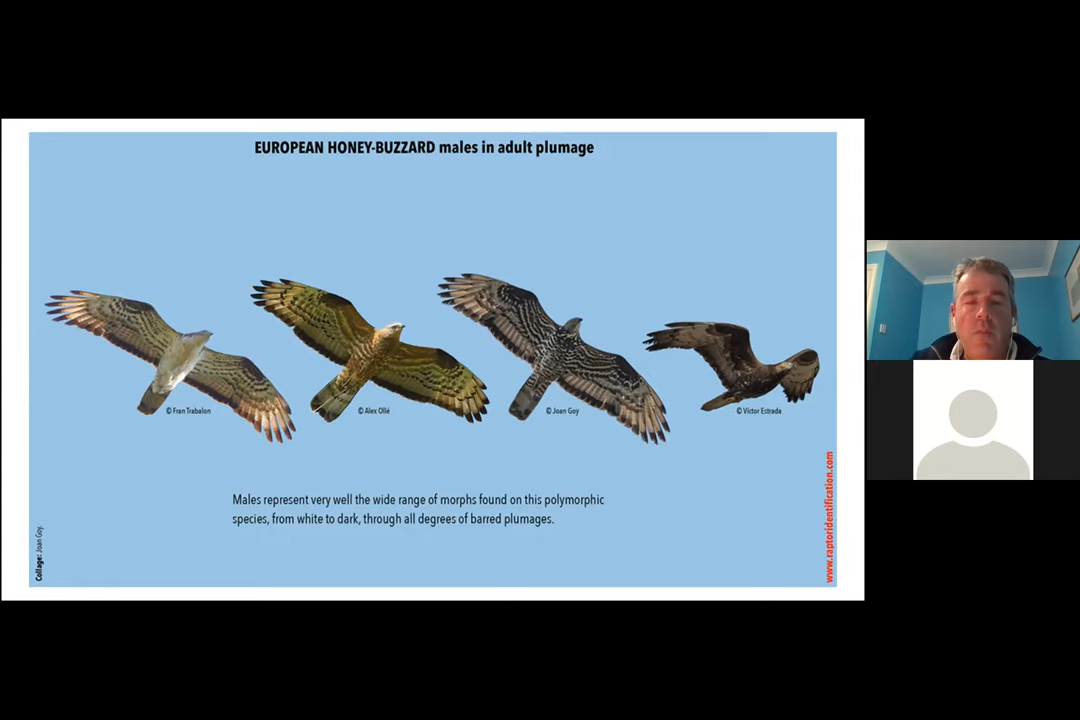 EUROPEAN HONEY-BUZZARD males in adult plumage
© Fran Trabalon
© Alex Ollé
© Joan Goy
© Víctor Estrada
Males represent very well the wide range of morphs found on this polymorphic
species, from white to dark, through all degrees of barred plumages.
Collage: Joan Goy.
www.raptoridentification.com